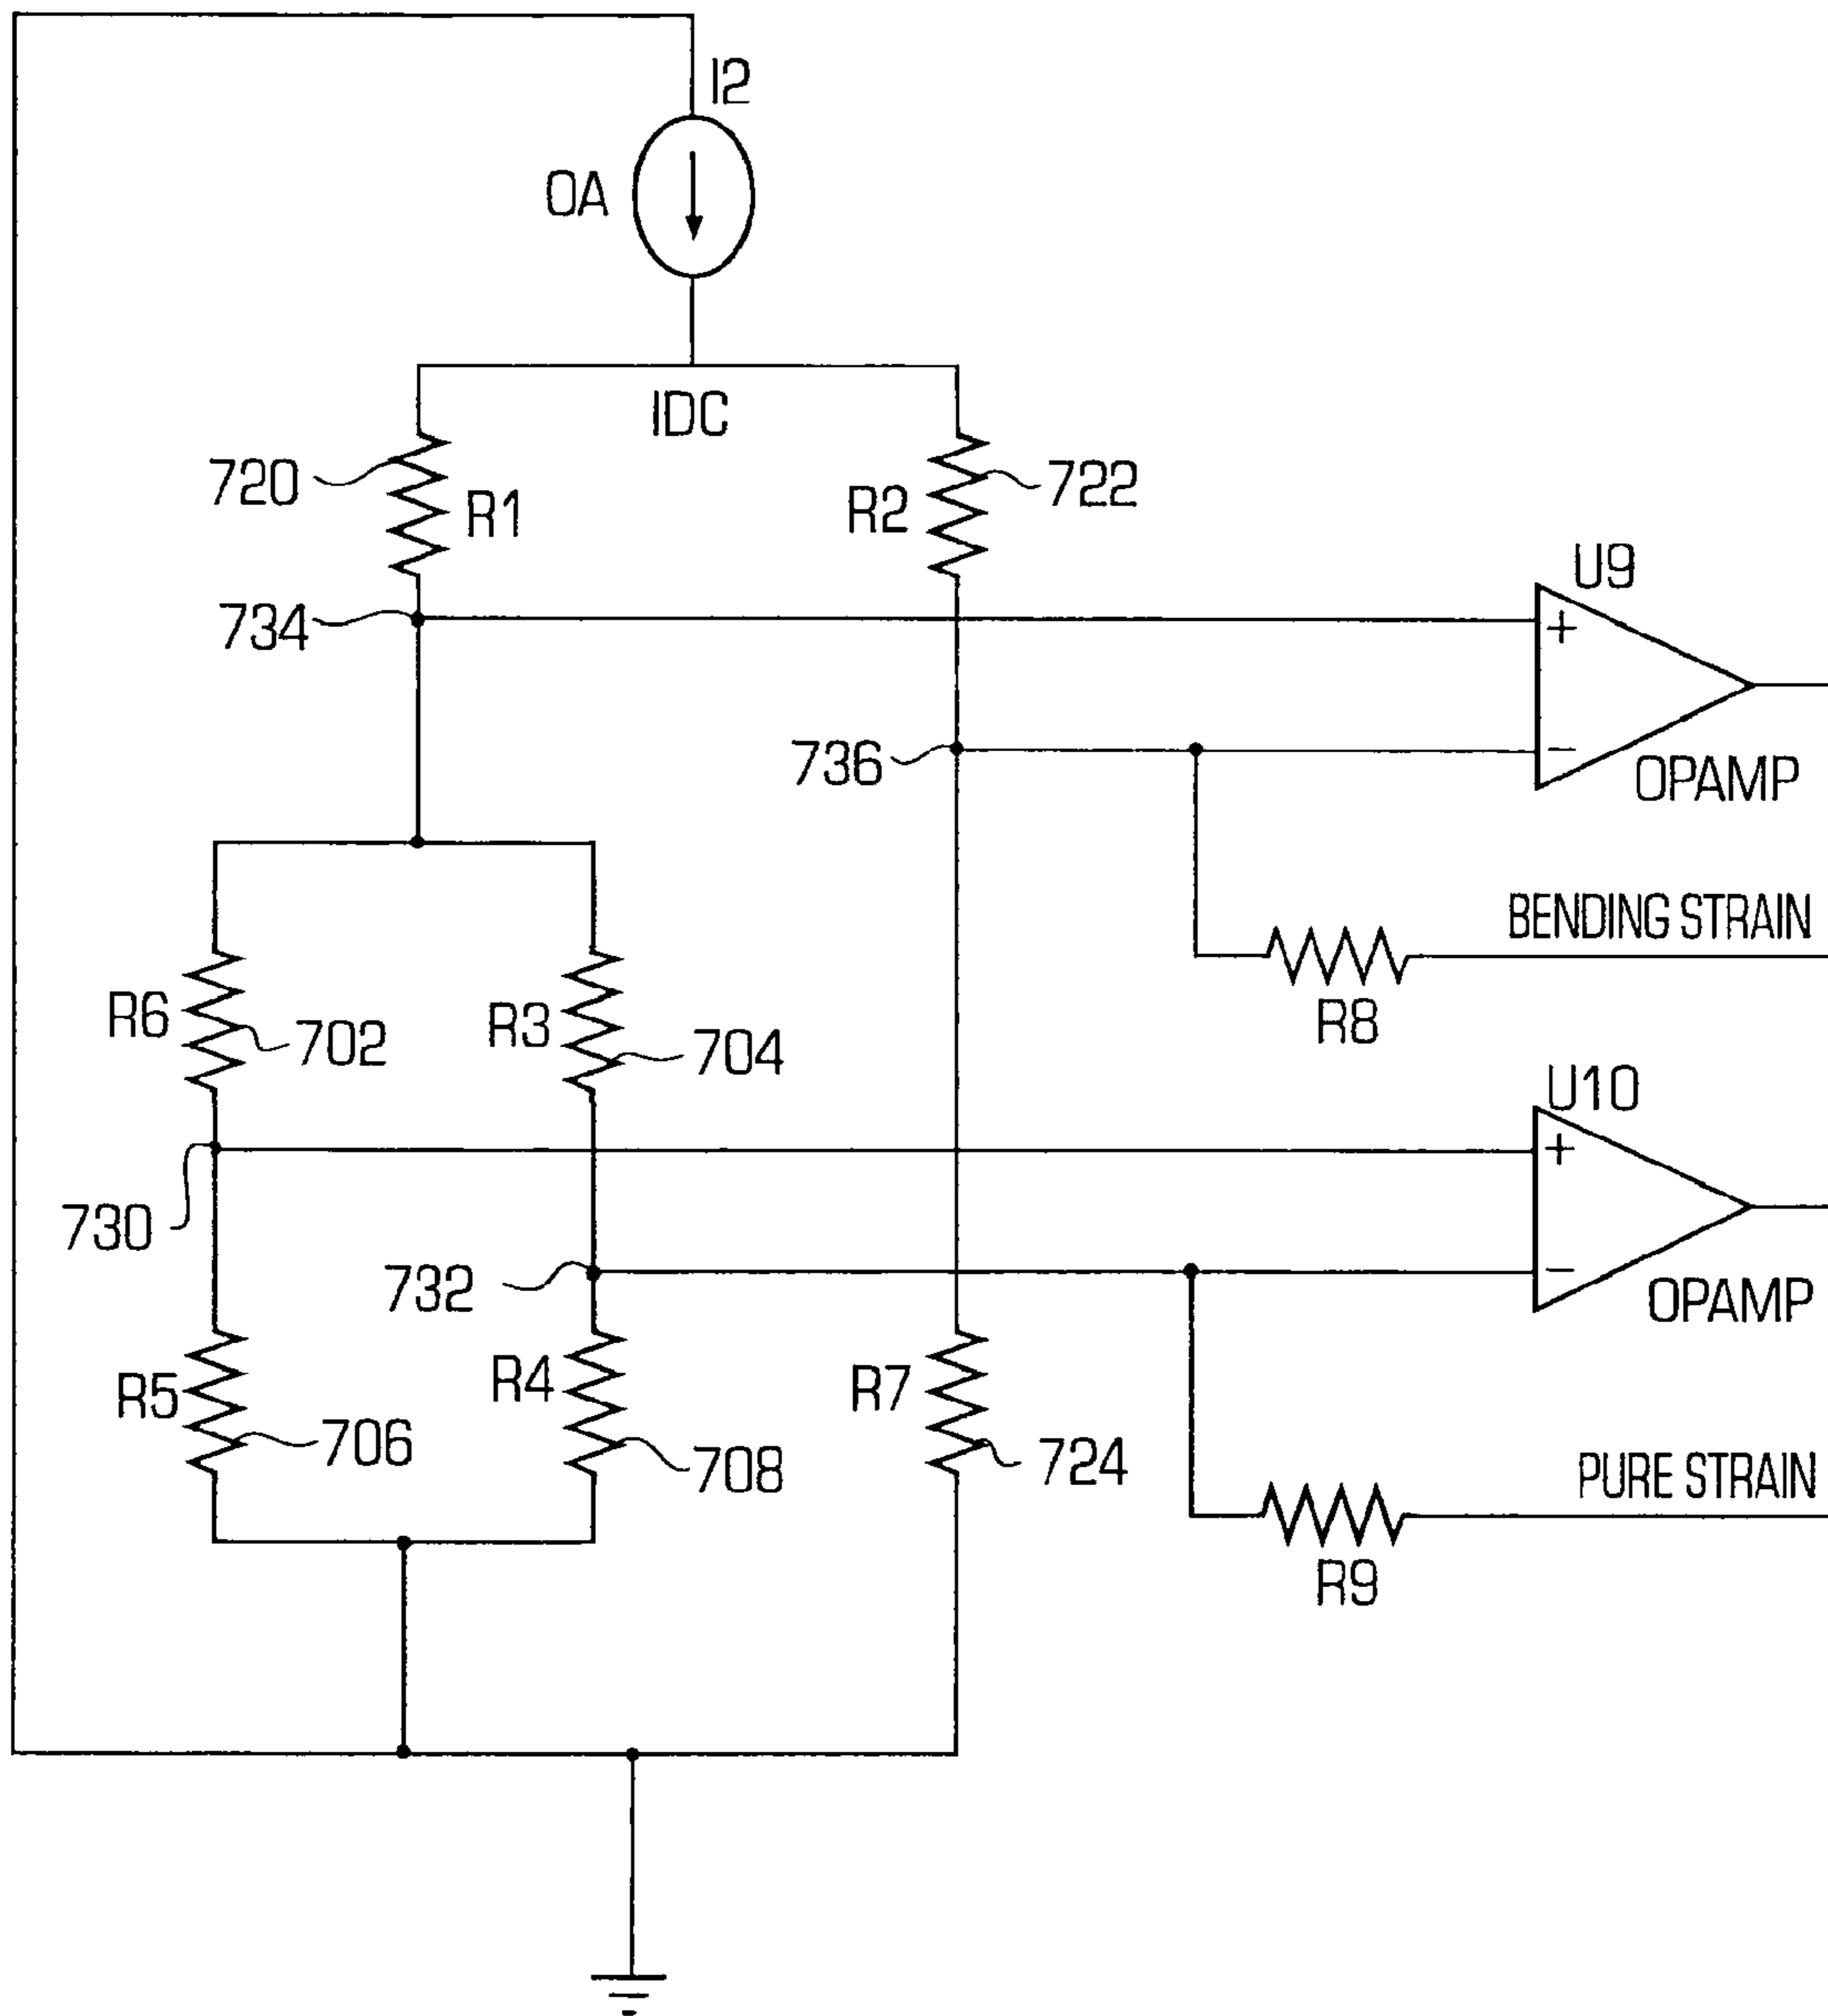 I2
OA
IDC
720
R1
R2
722
U9
+
734
736
−
OPAMP
BENDING STRAIN
R8
R6
702
R3
704
U10
+
730
732
−
OPAMP
R5
706
R4
708
R7
724
PURE STRAIN
R9